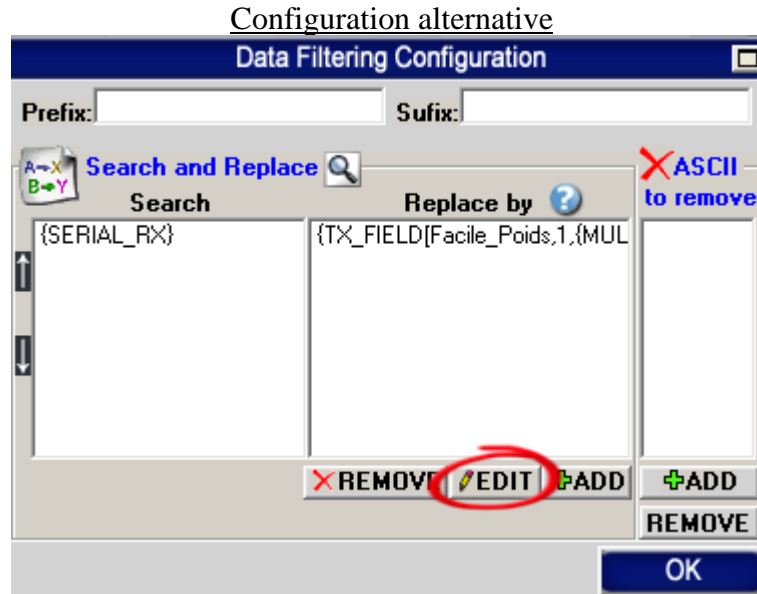 Configuration alternative
Data Filtering Configuration
Prefix: Sufix:
A→X B→Y Search and Replace ASCII
Search Replace by ? to remove
{SERIAL_RX} {TX_FIELD[Facile_Poids,1,{MUL
REMOVE EDIT ADD ADD
REMOVE
OK